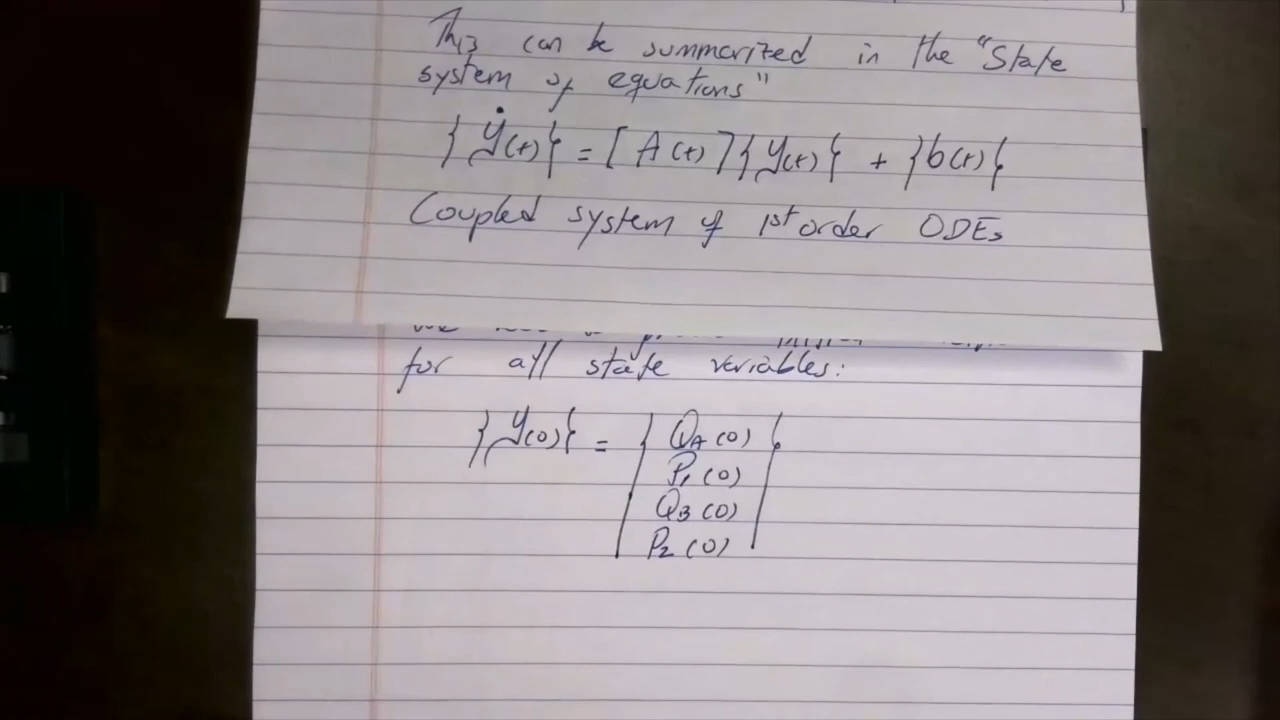 This can be summarized in the "State
system of equations"
{ẏ(t)} = [A(t)]{y(t)} + {b(t)}
Coupled system of 1st order ODEs
for all state variables:
{y(0)} = { QA(0)
P1(0)
QB(0)
P2(0) }